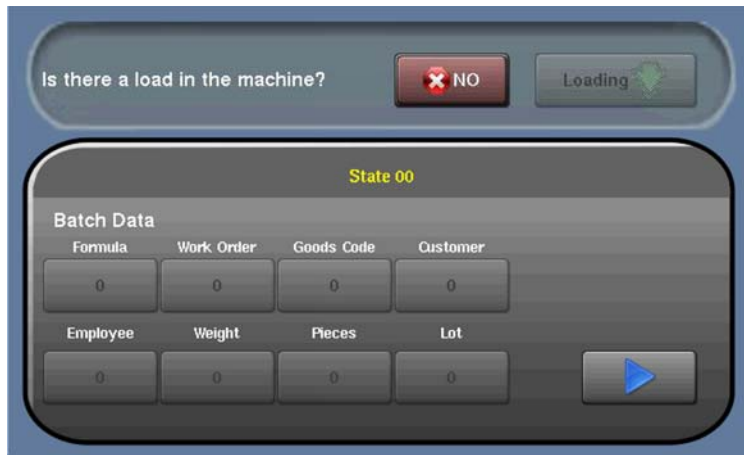 Is there a load in the machine? NO Loading
State 00
Batch Data
Formula Work Order Goods Code Customer
0 0 0 0
Employee Weight Pieces Lot
0 0 0 0